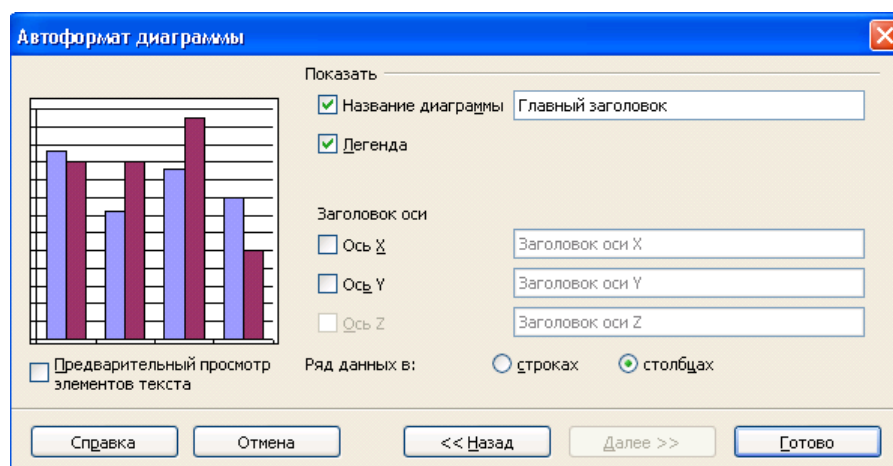 Автоформат диаграммы
Показать
Название диаграммы Главный заголовок
Легенда
Заголовок оси
Ось X Заголовок оси X
Ось Y Заголовок оси Y
Ось Z Заголовок оси Z
Предварительный просмотр
элементов текста
Ряд данных в: строках столбцах
Справка Отмена << Назад Далее >> Готово